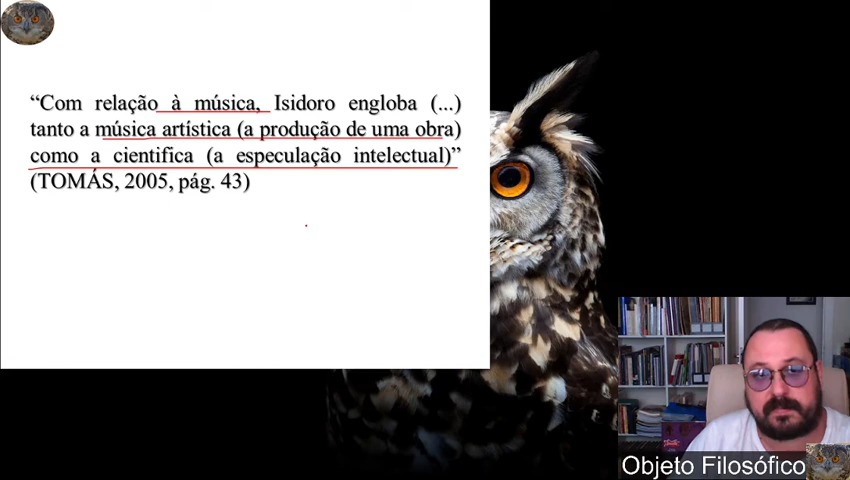 “Com relação à música, Isidoro engloba (...)
tanto a música artística (a produção de uma obra)
como a cientifica (a especulação intelectual)”
(TOMÁS, 2005, pág. 43)
Objeto Filosófico